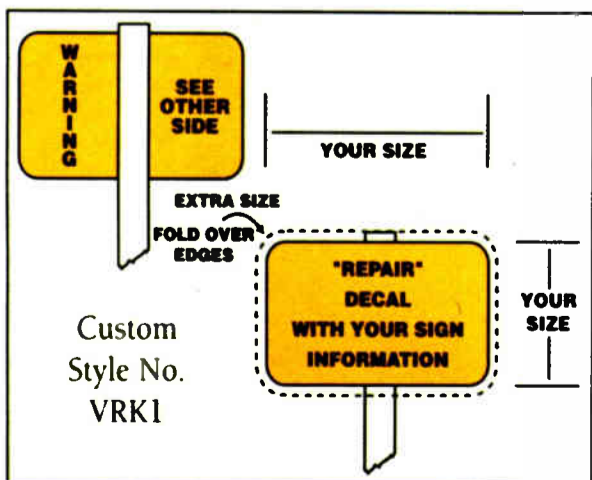 WARNING
SEE
OTHER
SIDE
YOUR SIZE
EXTRA SIZE
FOLD OVER
EDGES
"REPAIR"
DECAL
WITH YOUR SIGN
INFORMATION
YOUR
SIZE
Custom
Style No.
VRK1